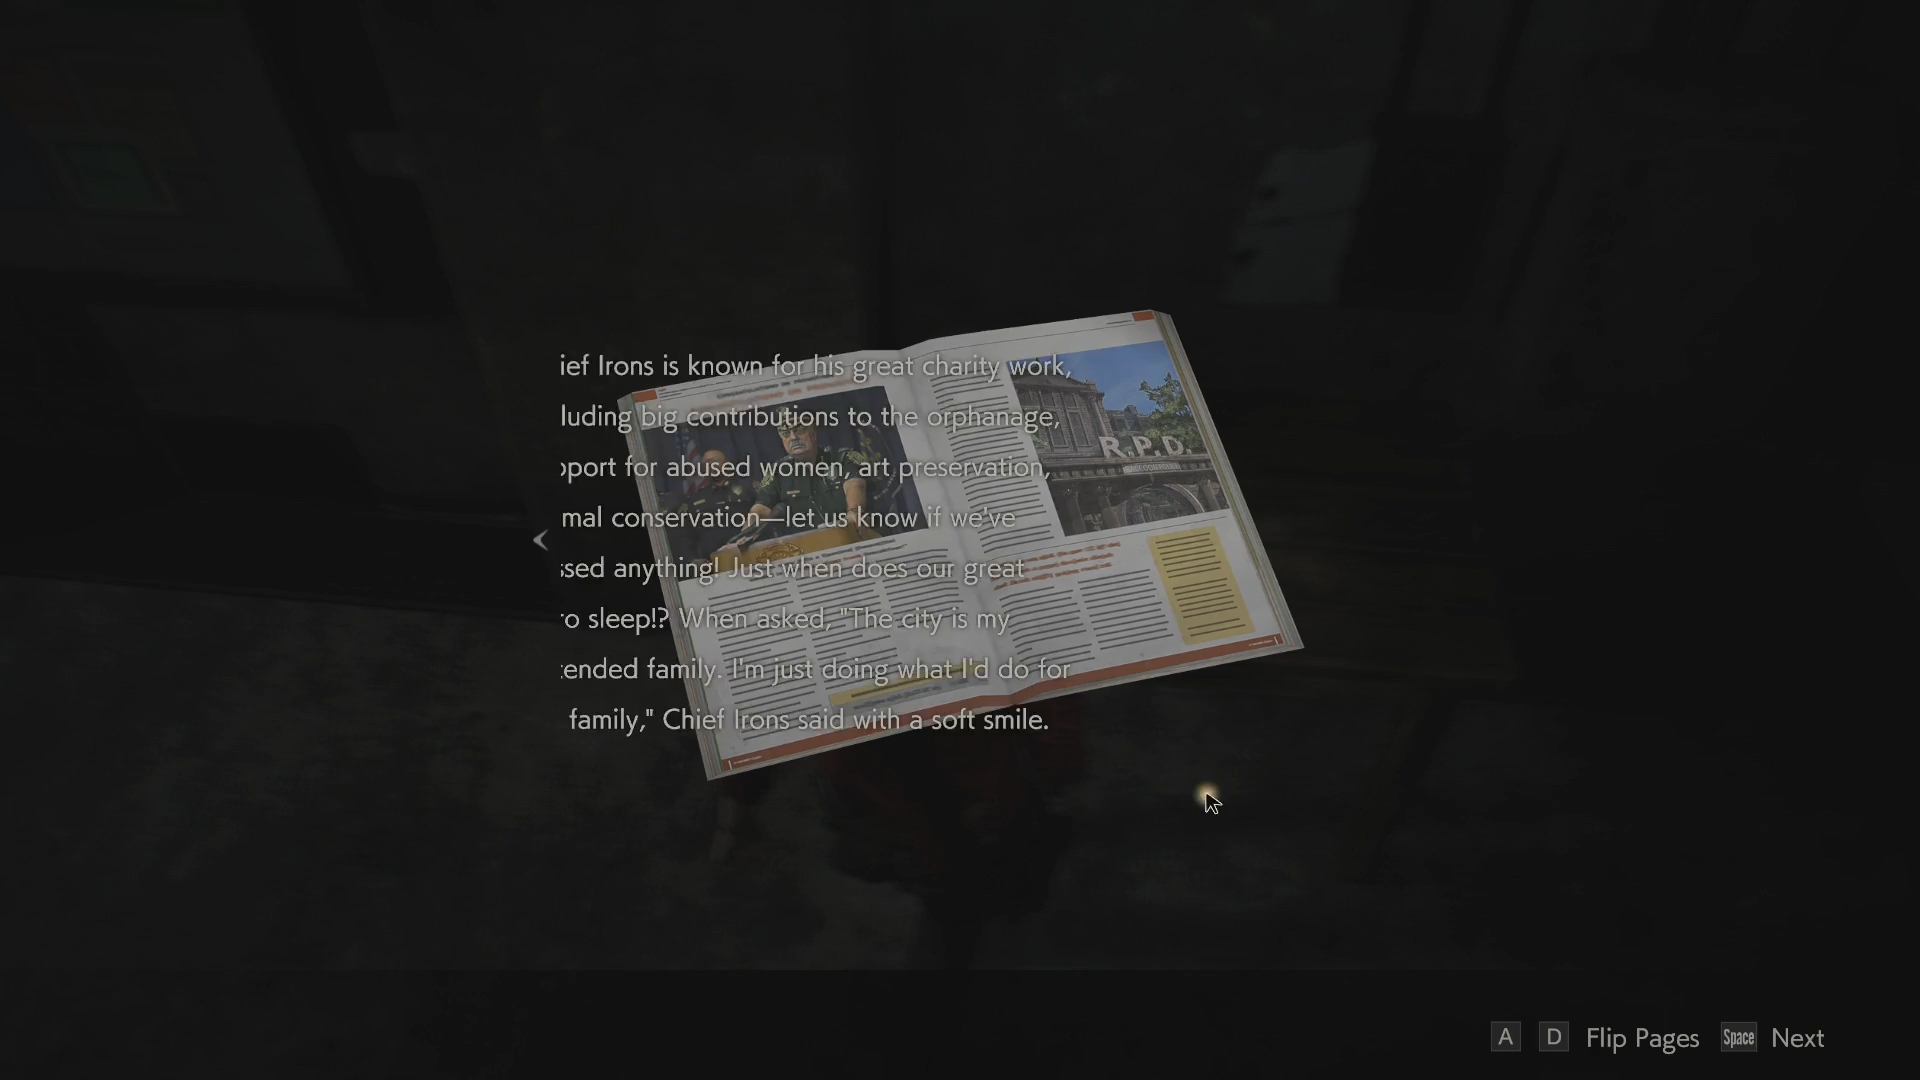 ief Irons is known for his great charity work,
luding big contributions to the orphanage,
pport for abused women, art preservation,
mal conservation—let us know if we've
ssed anything! Just when does our great
ro sleep!? When asked, "The city is my
tended family. I'm just doing what I'd do for
family," Chief Irons said with a soft smile.
R.P.D.
A D Flip Pages Space Next